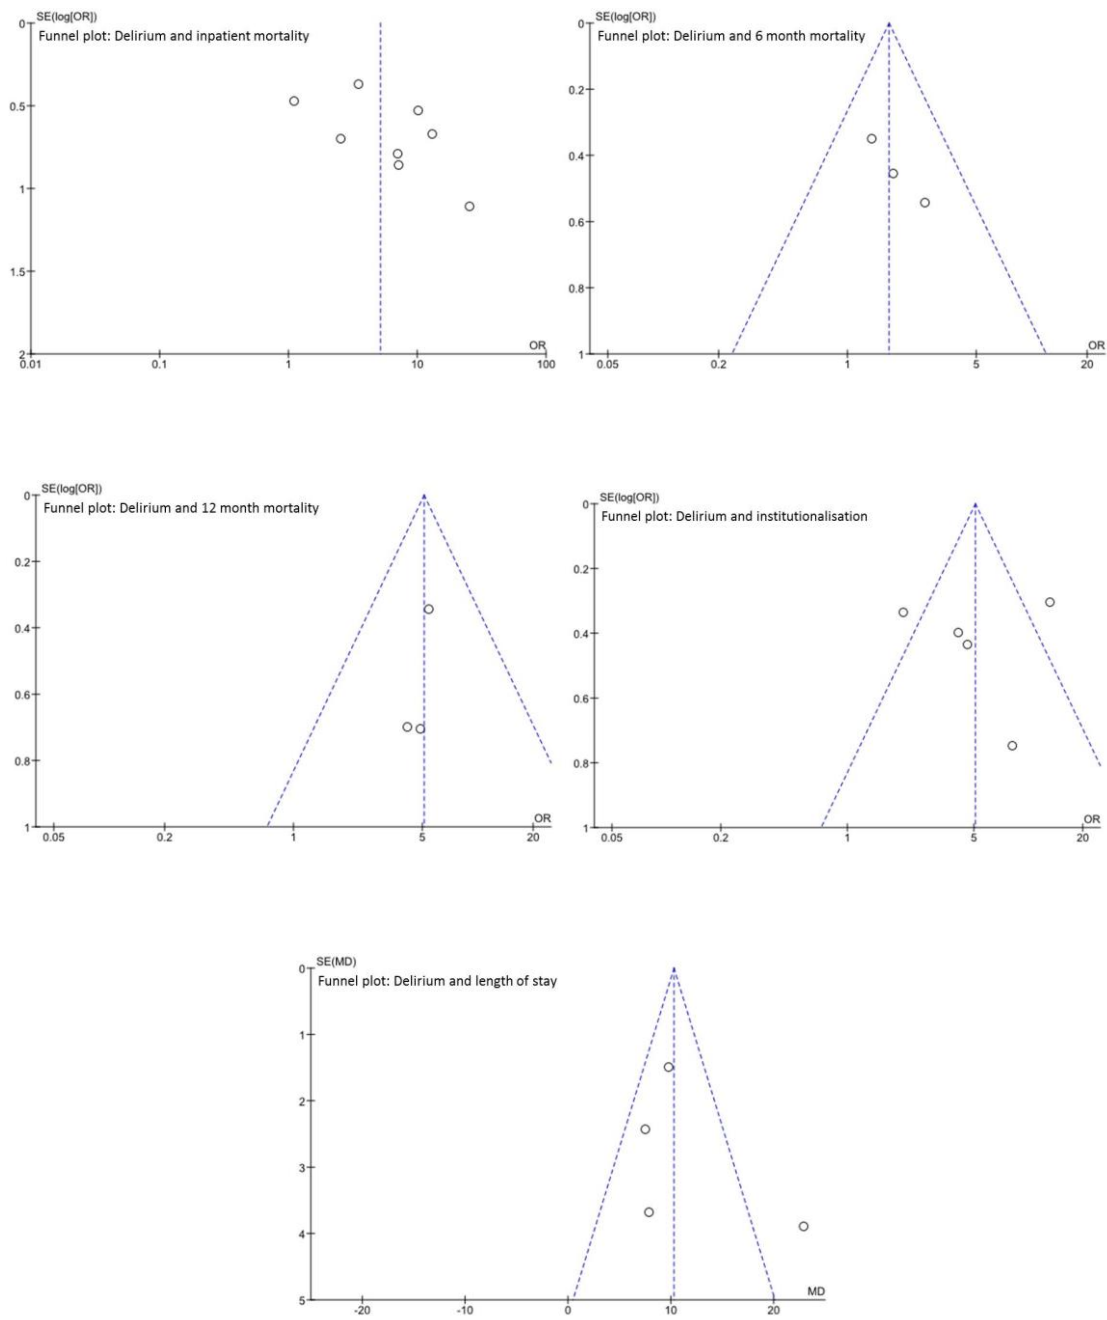 SE(log[OR])
Funnel plot: Delirium and inpatient mortality
0
0.5
1
1.5
2
OR
0.01 0.1 1 10 100
SE(log[OR])
Funnel plot: Delirium and 6 month mortality
0
0.2
0.4
0.6
0.8
1
OR
0.05 0.2 1 5 20
SE(log[OR])
Funnel plot: Delirium and 12 month mortality
0
0.2
0.4
0.6
0.8
1
OR
0.05 0.2 1 5 20
SE(log[OR])
Funnel plot: Delirium and institutionalisation
0
0.2
0.4
0.6
0.8
1
OR
0.05 0.2 1 5 20
SE(MD)
Funnel plot: Delirium and length of stay
0
1
2
3
4
5
MD
-20 -10 0 10 20